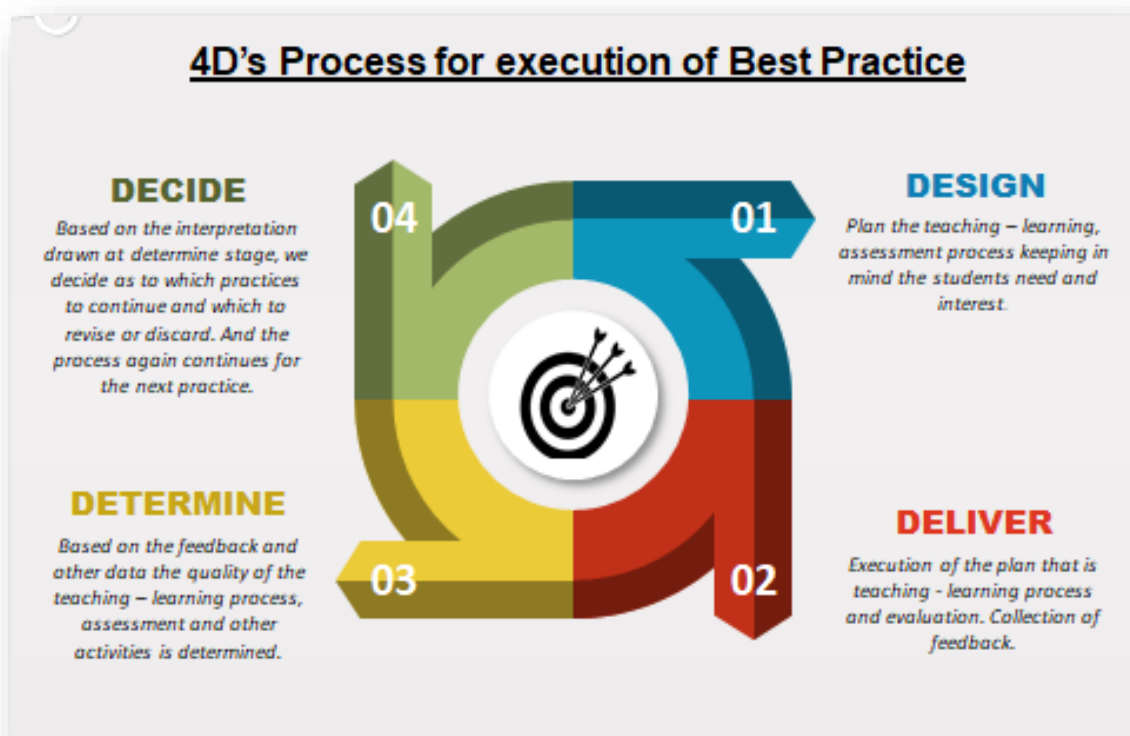 4D's Process for execution of Best Practice
01
DESIGN
Plan the teaching – learning,
assessment process keeping in
mind the students need and
interest.
02
DELIVER
Execution of the plan that is
teaching - learning process
and evaluation. Collection of
feedback.
03
DETERMINE
Based on the feedback and
other data the quality of the
teaching – learning process,
assessment and other
activities is determined.
04
DECIDE
Based on the interpretation
drawn at determine stage, we
decide as to which practices
to continue and which to
revise or discard. And the
process again continues for
the next practice.